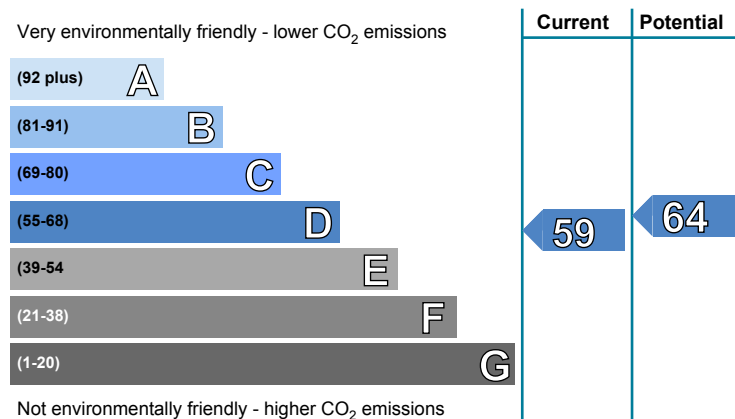 Very environmentally friendly - lower CO2 emissions
Current
Potential
(92 plus) A
(81-91) B
(69-80) C
(55-68) D
(39-54 E
(21-38) F
(1-20) G
59
64
Not environmentally friendly - higher CO2 emissions